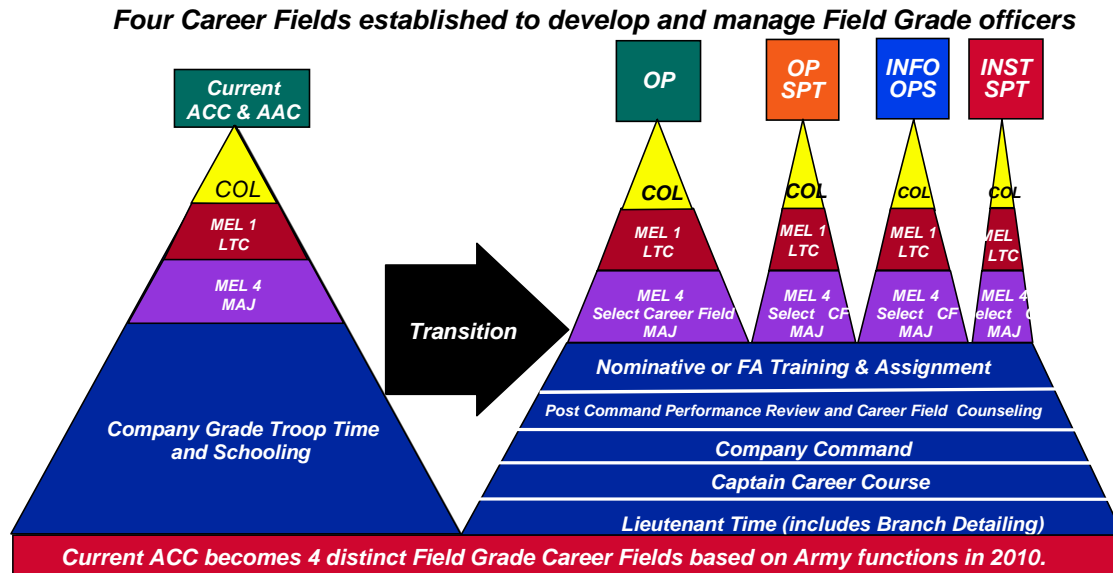 Four Career Fields established to develop and manage Field Grade officers
Current
ACC & AAC
COL
MEL 1
LTC
MEL 4
MAJ
Company Grade Troop Time
and Schooling
Transition
OP
COL
MEL 1
LTC
MEL 4
Select Career Field
MAJ
OP
SPT
COL
MEL 1
LTC
MEL 4
Select CF
MAJ
INFO
OPS
COL
MEL 1
LTC
MEL 4
Select CF
MAJ
INST
SPT
COL
MEL
LTC
MEL 4
elect C
MAJ
Nominative or FA Training & Assignment
Post Command Performance Review and Career Field Counseling
Company Command
Captain Career Course
Lieutenant Time (includes Branch Detailing)
Current ACC becomes 4 distinct Field Grade Career Fields based on Army functions in 2010.